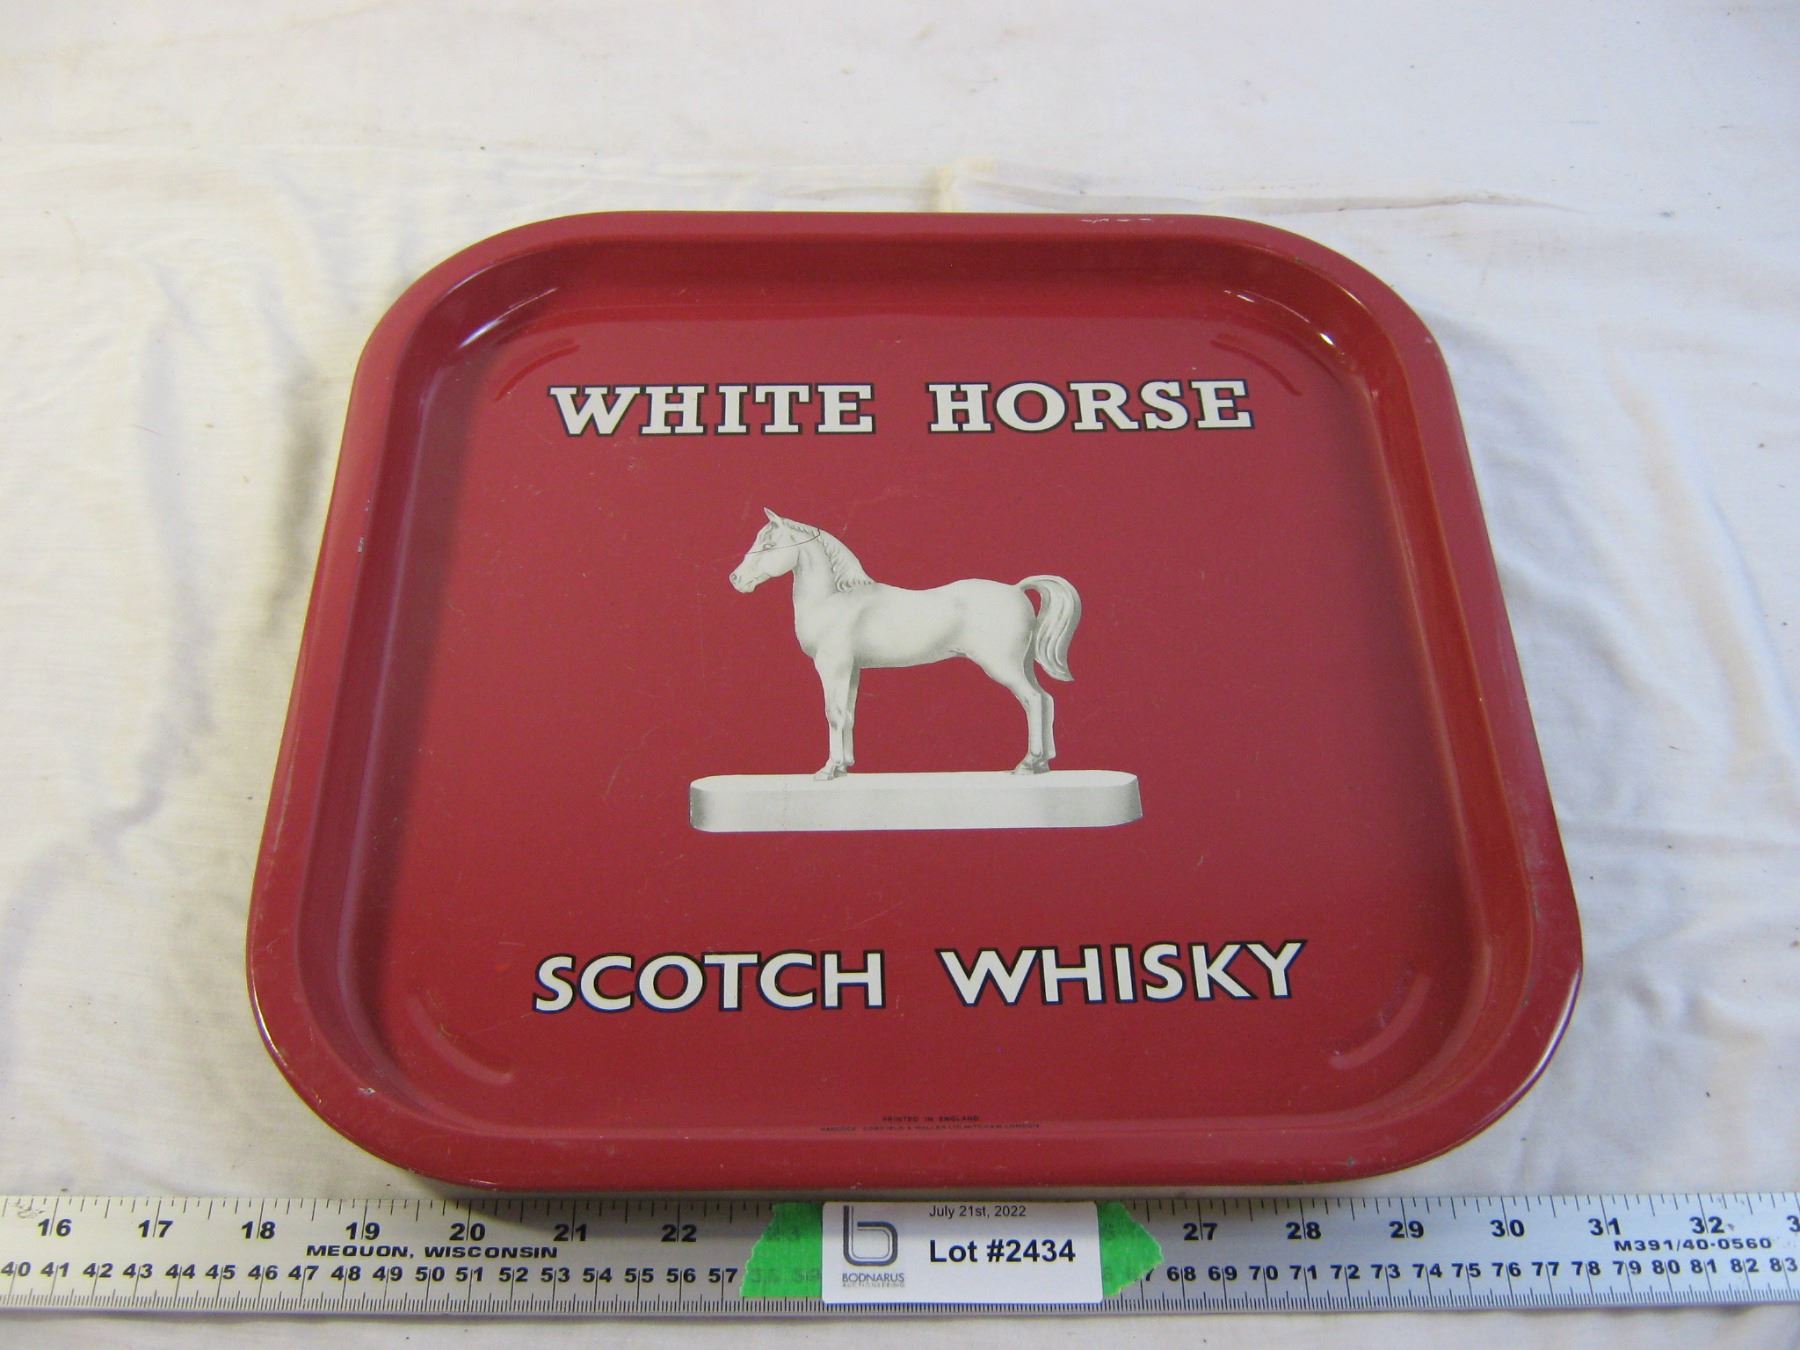 WHITE HORSE
SCOTCH WHISKY
PRINTED IN ENGLAND
16 17 18 19 20 21 22 27 28 29 30 31 32 3
MEQUON, WISCONSIN
M391/40-0560
40 41 42 43 44 45 46 47 48 49 50 51 52 53 54 55 56 57 68 69 70 71 72 73 74 75 76 77 78 79 80 81 82 83
July 21st, 2022
Lot #2434
BODNARUS
AUCTIONEERING